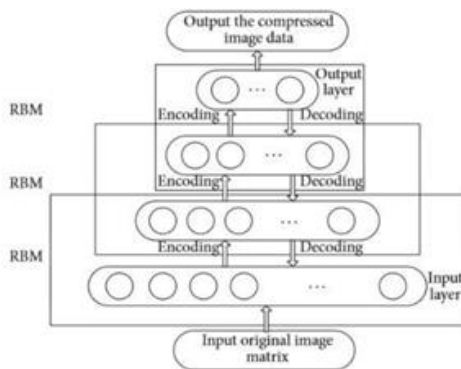 Output the compressed
image data
Output
layer
...
RBM
Encoding
Decoding
...
RBM
Encoding
Decoding
...
RBM
Encoding
Decoding
...
Input
layer
Input original image
matrix